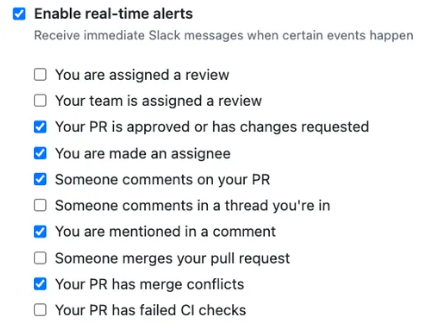 Enable real-time alerts
Receive immediate Slack messages when certain events happen
You are assigned a review
Your team is assigned a review
Your PR is approved or has changes requested
You are made an assignee
Someone comments on your PR
Someone comments in a thread you're in
You are mentioned in a comment
Someone merges your pull request
Your PR has merge conflicts
Your PR has failed CI checks